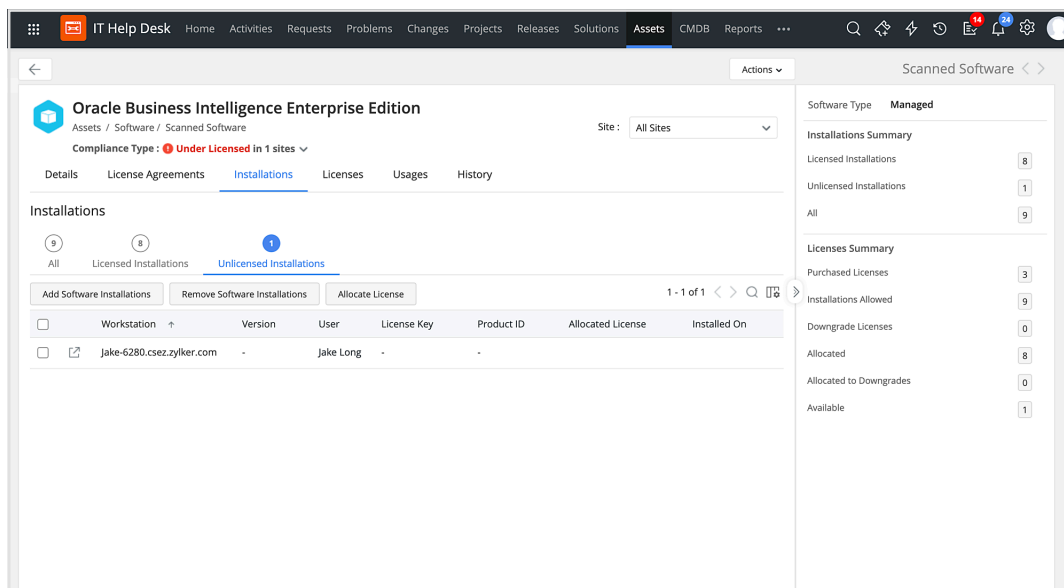 IT Help Desk Home Activities Requests Problems Changes Projects Releases Solutions Assets CMDB Reports 14 24
Actions
Scanned Software
Oracle Business Intelligence Enterprise Edition
Assets / Software / Scanned Software
Site : All Sites
Compliance Type : Under Licensed in 1 sites
Details License Agreements Installations Licenses Usages History
Installations
9 8 1
All Licensed Installations Unlicensed Installations
Add Software Installations Remove Software Installations Allocate License 1 - 1 of 1
Workstation Version User License Key Product ID Allocated License Installed On
Jake-6280.csez.zylker.com - Jake Long - -
Software Type Managed
Installations Summary
Licensed Installations 8
Unlicensed Installations 1
All 9
Licenses Summary
Purchased Licenses 3
Installations Allowed 9
Downgrade Licenses 0
Allocated 8
Allocated to Downgrades 0
Available 1